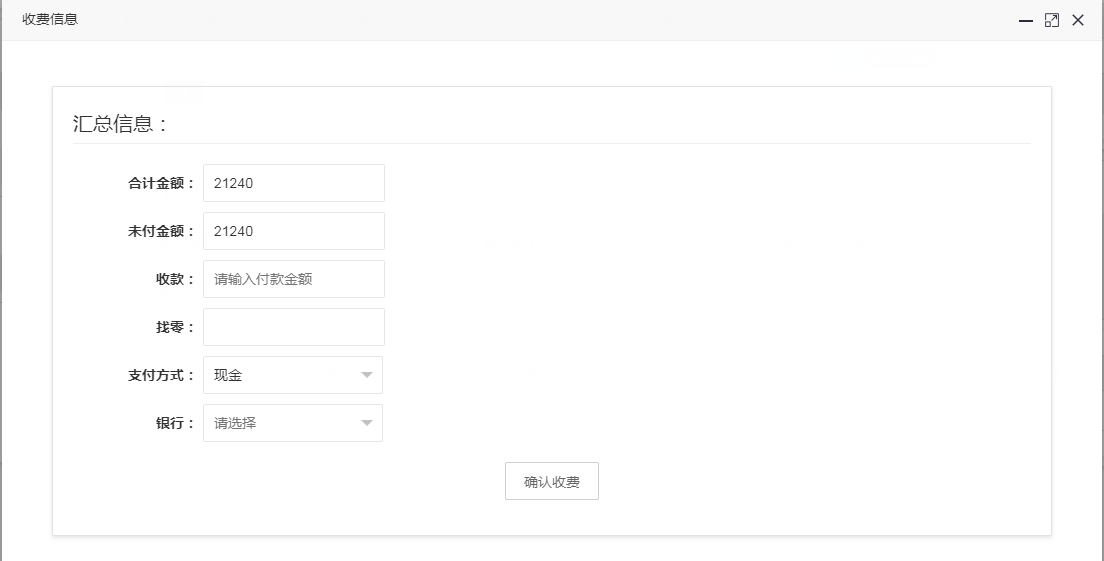 收费信息
汇总信息：
合计金额： 21240
未付金额： 21240
收款： 请输入付款金额
找零：
支付方式： 现金
银行： 请选择
确认收费